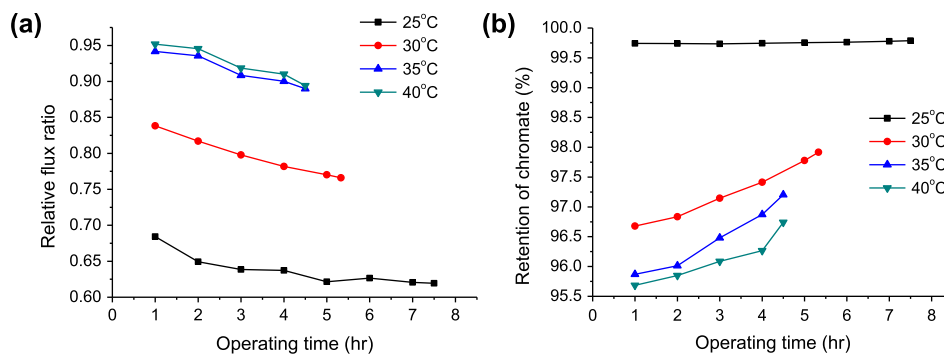 (a)
Relative flux ratio
0.95
0.90
0.85
0.80
0.75
0.70
0.65
0.60
0 1 2 3 4 5 6 7 8
Operating time (hr)
25°C
30°C
35°C
40°C
(b)
Retention of chromate (%)
100.0
99.5
99.0
98.5
98.0
97.5
97.0
96.5
96.0
95.5
0 1 2 3 4 5 6 7 8
Operating time (hr)
25°C
30°C
35°C
40°C